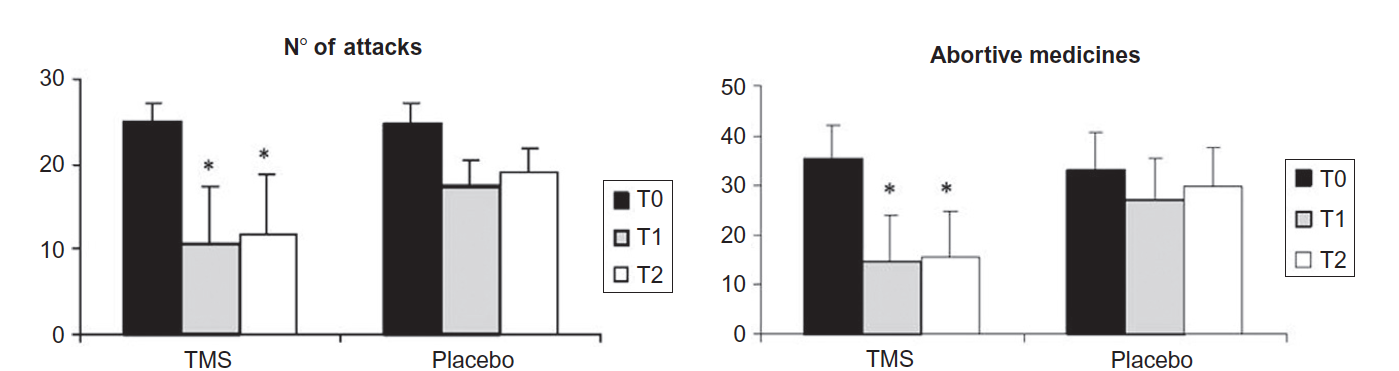 N° of attacks
30
20
10
0
*
*
TMS
Placebo
T0
T1
T2
Abortive medicines
50
40
30
20
10
0
*
*
TMS
Placebo
T0
T1
T2